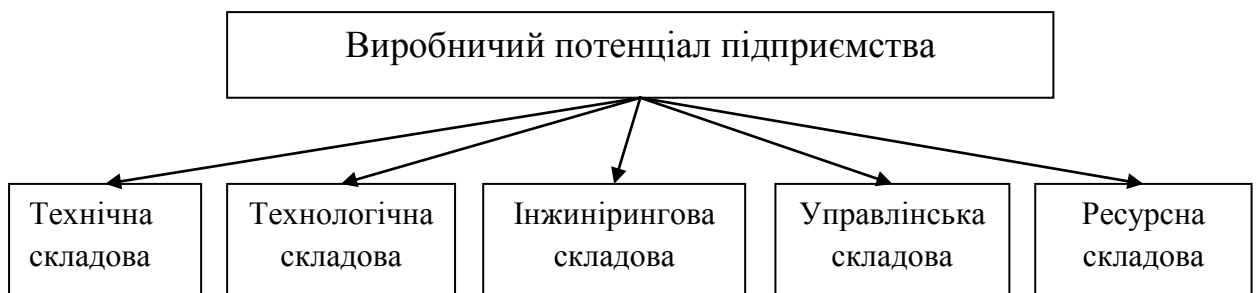 Виробничий потенціал підприємства
Технічна
складова
Технологічна
складова
Інжинірингова
складова
Управлінська
складова
Ресурсна
складова